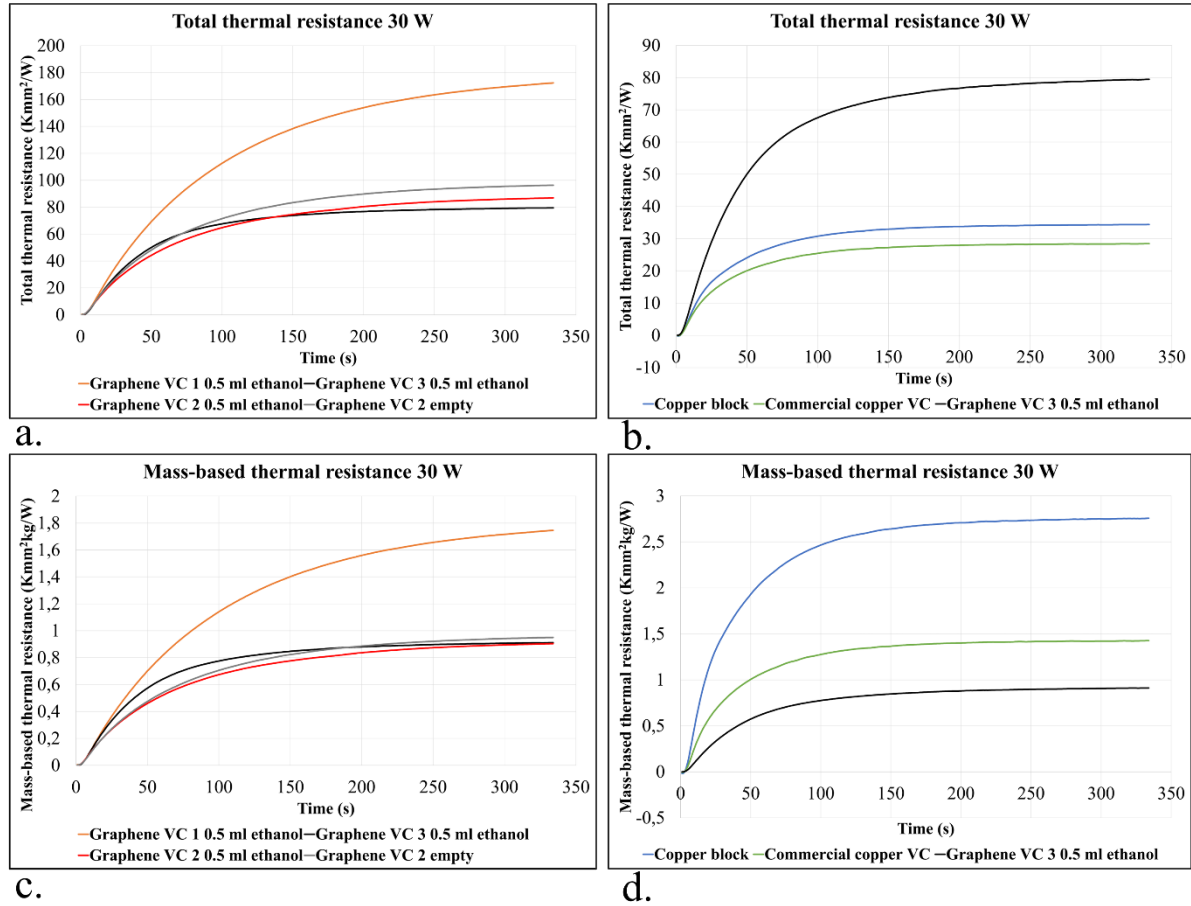 Total thermal resistance 30 W
Total thermal resistance (Kmm²/W)
200
180
160
140
120
100
80
60
40
20
0
0 50 100 150 200 250 300 350 400
Time (s)
Graphene VC 1 0.5 ml ethanol Graphene VC 3 0.5 ml ethanol
Graphene VC 2 0.5 ml ethanol Graphene VC 2 empty
a.
Total thermal resistance 30 W
Total thermal resistance (Kmm²/W)
90
80
70
60
50
40
30
20
10
0
-10
0 50 100 150 200 250 300 350
Time (s)
Copper block Commercial copper VC Graphene VC 3 0.5 ml ethanol
b.
Mass-based thermal resistance 30 W
Mass-based thermal resistance (Kmm²kg/W)
2
1,8
1,6
1,4
1,2
1
0,8
0,6
0,4
0,2
0
0 50 100 150 200 250 300 350 400
Time (s)
Graphene VC 1 0.5 ml ethanol Graphene VC 3 0.5 ml ethanol
Graphene VC 2 0.5 ml ethanol Graphene VC 2 empty
c.
Mass-based thermal resistance 30 W
Mass-based thermal resistance (Kmm²kg/W)
3
2,5
2
1,5
1
0,5
0
-0,5
0 50 100 150 200 250 300 350
Time (s)
Copper block Commercial copper VC Graphene VC 3 0.5 ml ethanol
d.